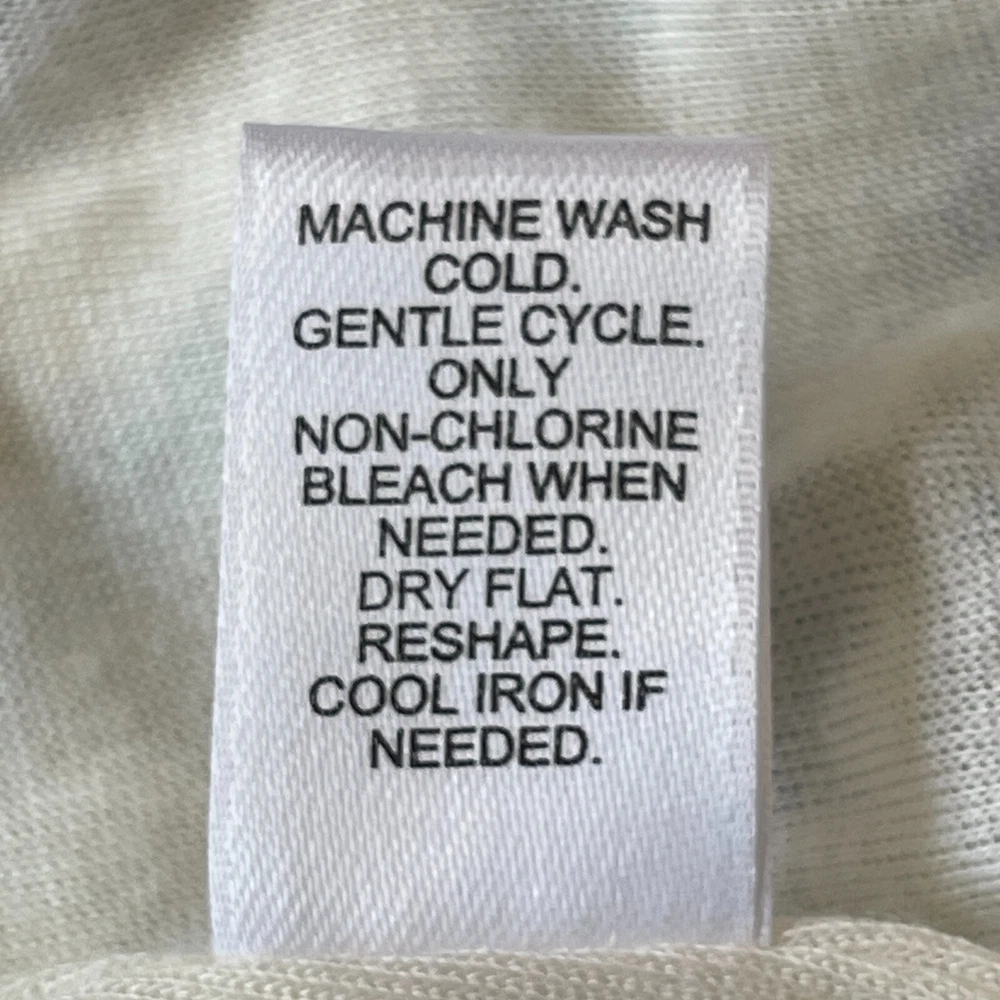 MACHINE WASH
COLD.
GENTLE CYCLE.
ONLY
NON-CHLORINE
BLEACH WHEN
NEEDED.
DRY FLAT.
RESHAPE.
COOL IRON IF
NEEDED.